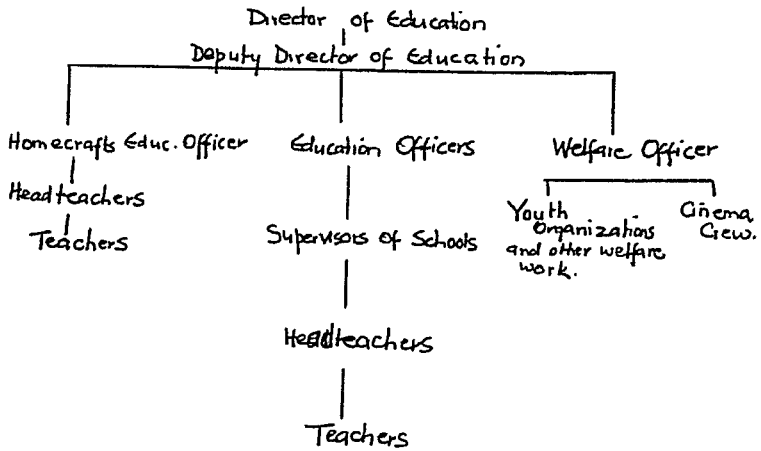 Director of Education
Deputy Director of Education
Homecrafts Educ. Officer
Education Officers
Welfare Officer
Headteachers
Teachers
Supervisors of Schools
Youth
Organizations
and other welfare
work.
Cinema
Crew.
Headteachers
Teachers